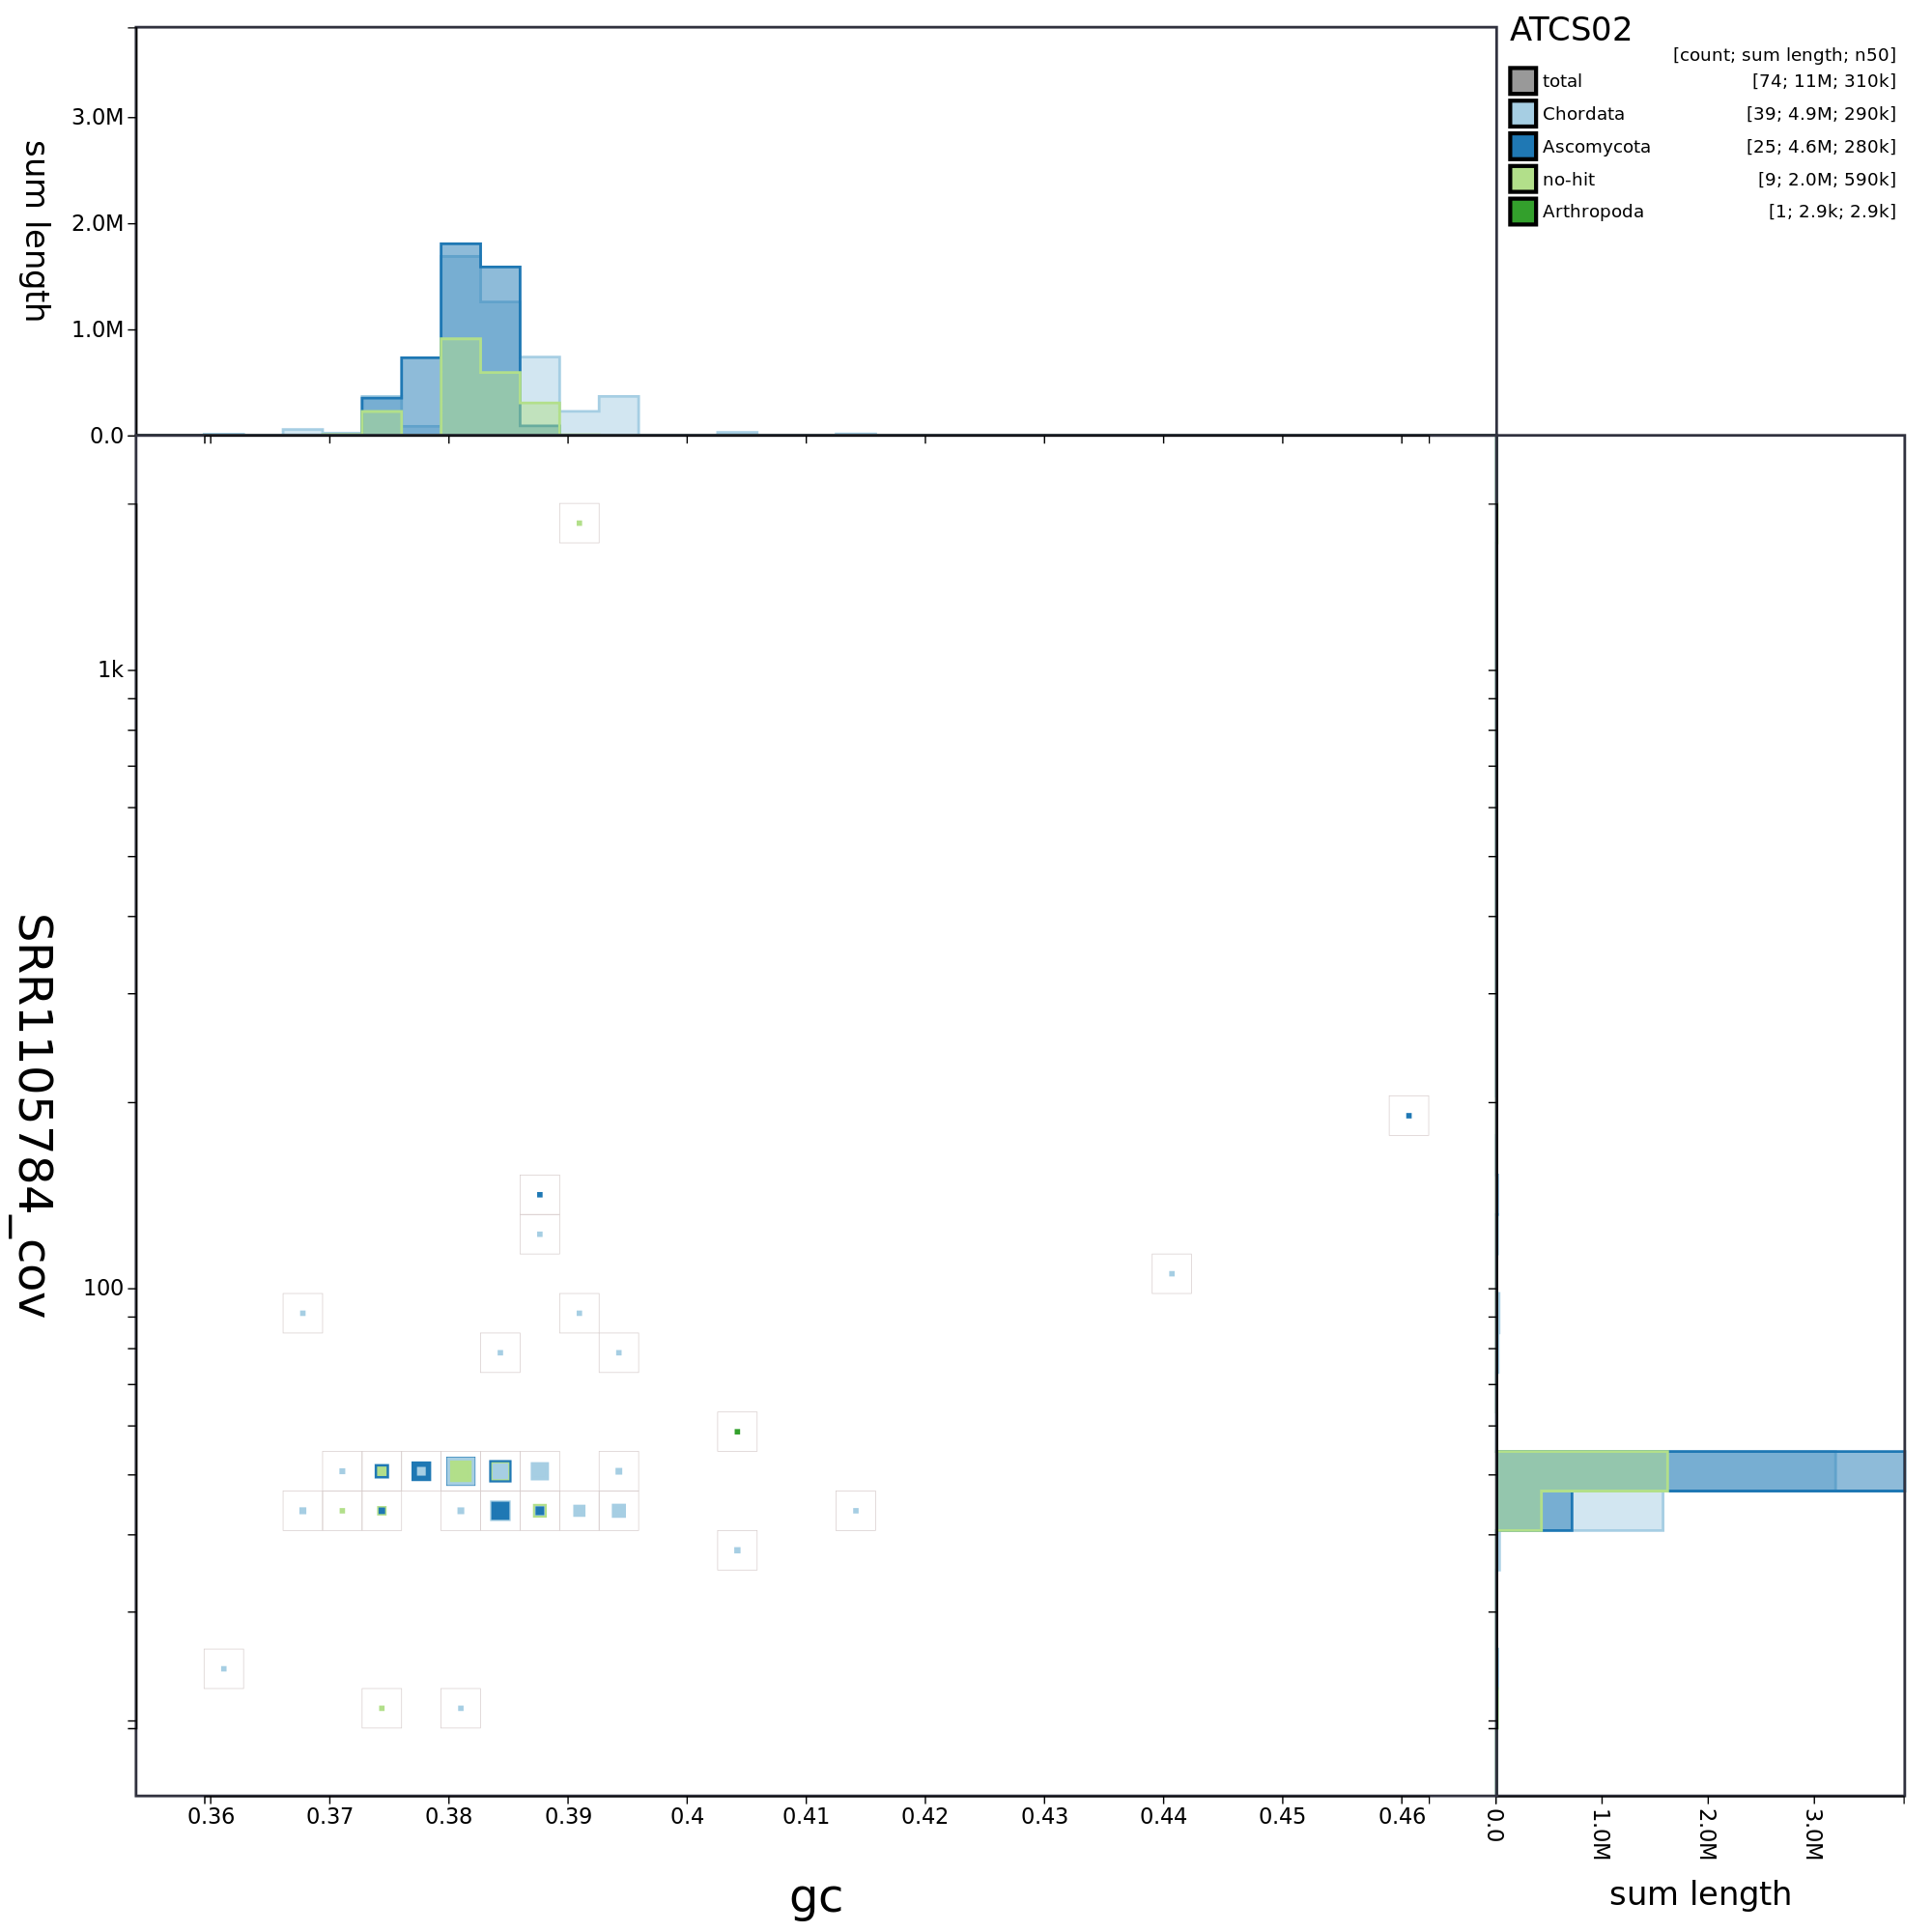 ATCS02
[count; sum length; n50]
total [74; 11M; 310k]
Chordata [39; 4.9M; 290k]
Ascomycota [25; 4.6M; 280k]
no-hit [9; 2.0M; 590k]
Arthropoda [1; 2.9k; 2.9k]
sum length
3.0M
2.0M
1.0M
0.0
SRR1105784_cov
1k
100
0.36 0.37 0.38 0.39 0.4 0.41 0.42 0.43 0.44 0.45 0.46
gc
0.0 1.0M 2.0M 3.0M
sum length